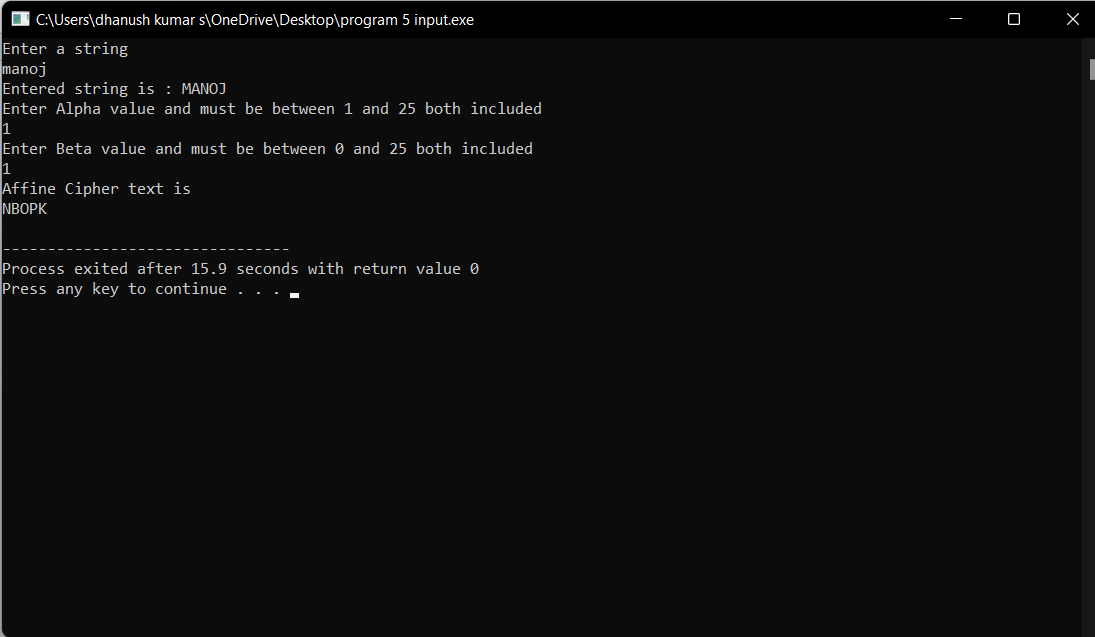 C:\Users\dhanush kumar s\OneDrive\Desktop\program 5 input.exe
Enter a string
manoj
Entered string is : MANOJ
Enter Alpha value and must be between 1 and 25 both included
1
Enter Beta value and must be between 0 and 25 both included
1
Affine Cipher text is
NBOPK
--------------------------------
Process exited after 15.9 seconds with return value 0
Press any key to continue . . .